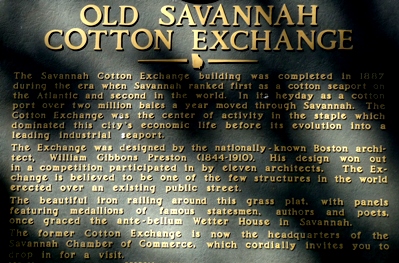 OLD SAVANNAH
COTTON EXCHANGE
The Savannah Cotton Exchange building was completed in 1887
during the era when Savannah ranked first as a cotton seaport on
the Atlantic and second in the world. In its heyday as a cotton
port over two million bales a year moved through Savannah. The
Cotton Exchange was the center of activity in the staple which
dominated this city's economic life before its evolution into a
leading industrial seaport.
The Exchange was designed by the nationally-known Boston archi-
tect, William Gibbons Preston (1844-1910). His design won out
in a competition participated in by eleven architects. The Ex-
change is believed to be one of the few structures in the world
erected over an existing public street.
The beautiful iron railing around this grass plat, with panels
featuring medallions of famous statesmen, authors and poets,
once graced the ante-bellum Wetter House in Savannah.
The former Cotton Exchange is now the headquarters of the
Savannah Chamber of Commerce, which cordially invites you to
drop in for a visit.